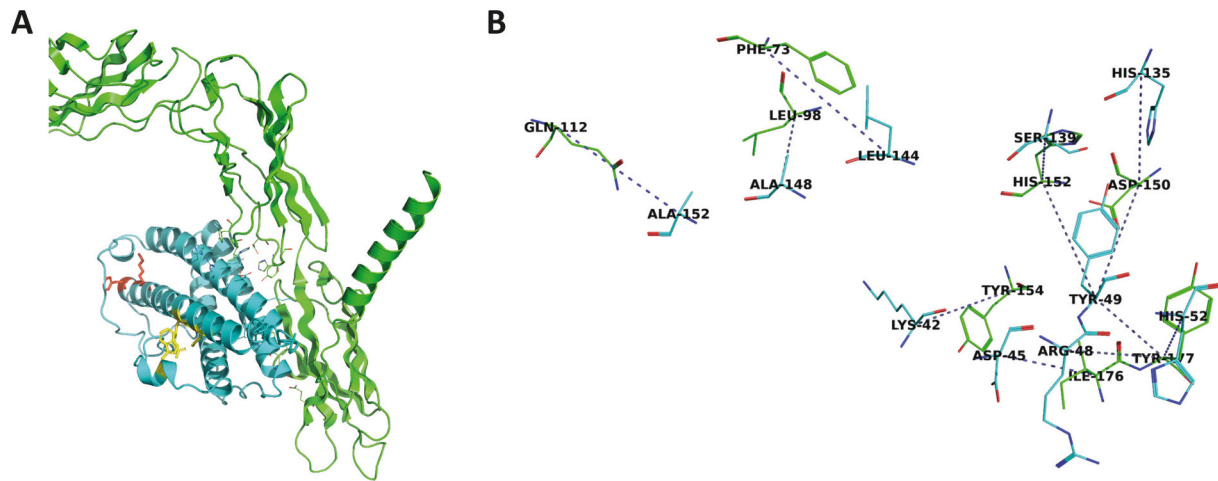 A
B
PHE-73
HIS-135
LEU-98
GLN-112
SER-139
LEU-144
HIS-152
ASP-150
ALA-148
ALA-152
TYR-154
TYR-49
HIS-52
LYS-42
ASP-45
ARG-48
TYR-177
ILE-176